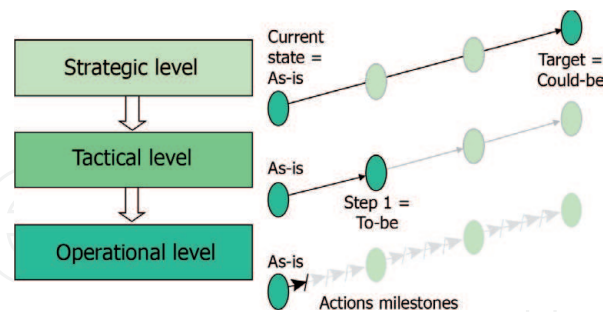 Strategic level
Tactical level
Operational level
Current
state =
As-is
Target =
Could-be
As-is
Step 1 =
To-be
As-is
Actions milestones